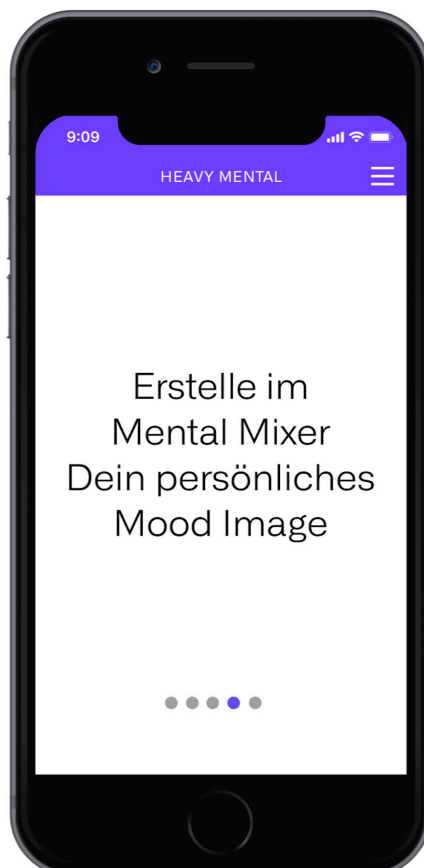 9:09
HEAVY MENTAL
Erstelle im
Mental Mixer
Dein persönliches
Mood Image